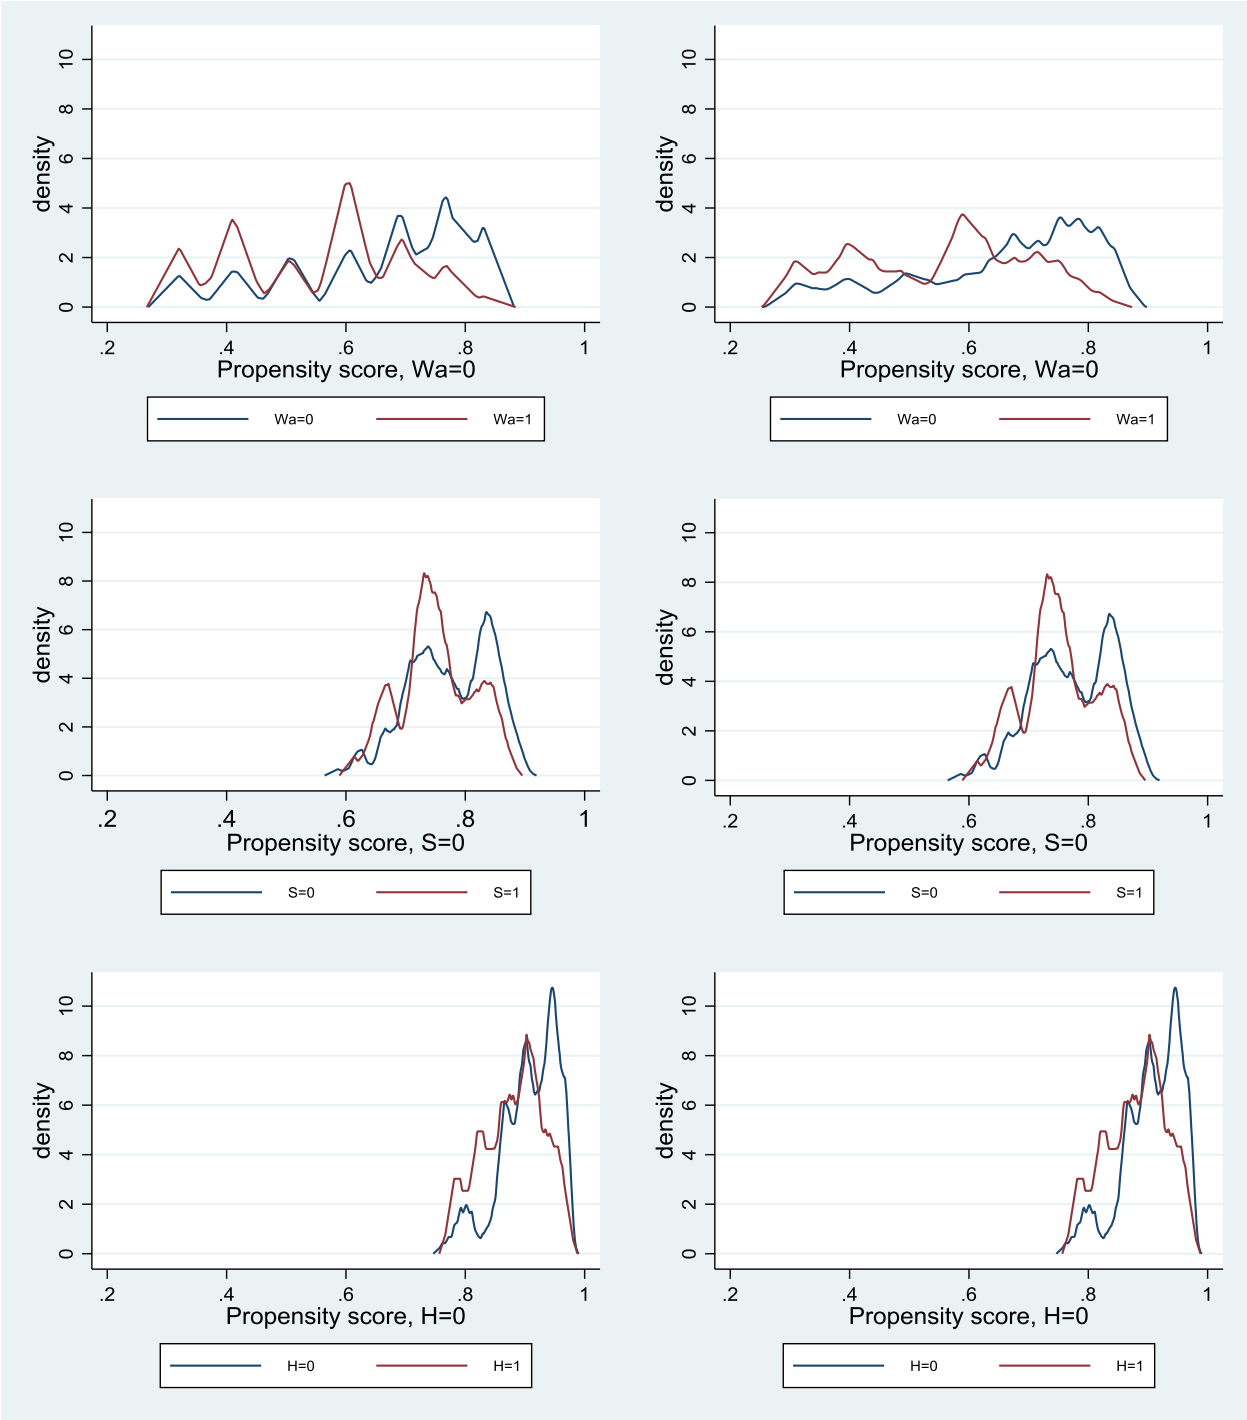 10
8
6
4
2
0
density
.2 .4 .6 .8 1
Propensity score, Wa=0
Wa=0 Wa=1
10
8
6
4
2
0
density
.2 .4 .6 .8 1
Propensity score, Wa=0
Wa=0 Wa=1
10
8
6
4
2
0
density
.2 .4 .6 .8 1
Propensity score, S=0
S=0 S=1
10
8
6
4
2
0
density
.2 .4 .6 .8 1
Propensity score, S=0
S=0 S=1
10
8
6
4
2
0
density
.2 .4 .6 .8 1
Propensity score, H=0
H=0 H=1
10
8
6
4
2
0
density
.2 .4 .6 .8 1
Propensity score, H=0
H=0 H=1